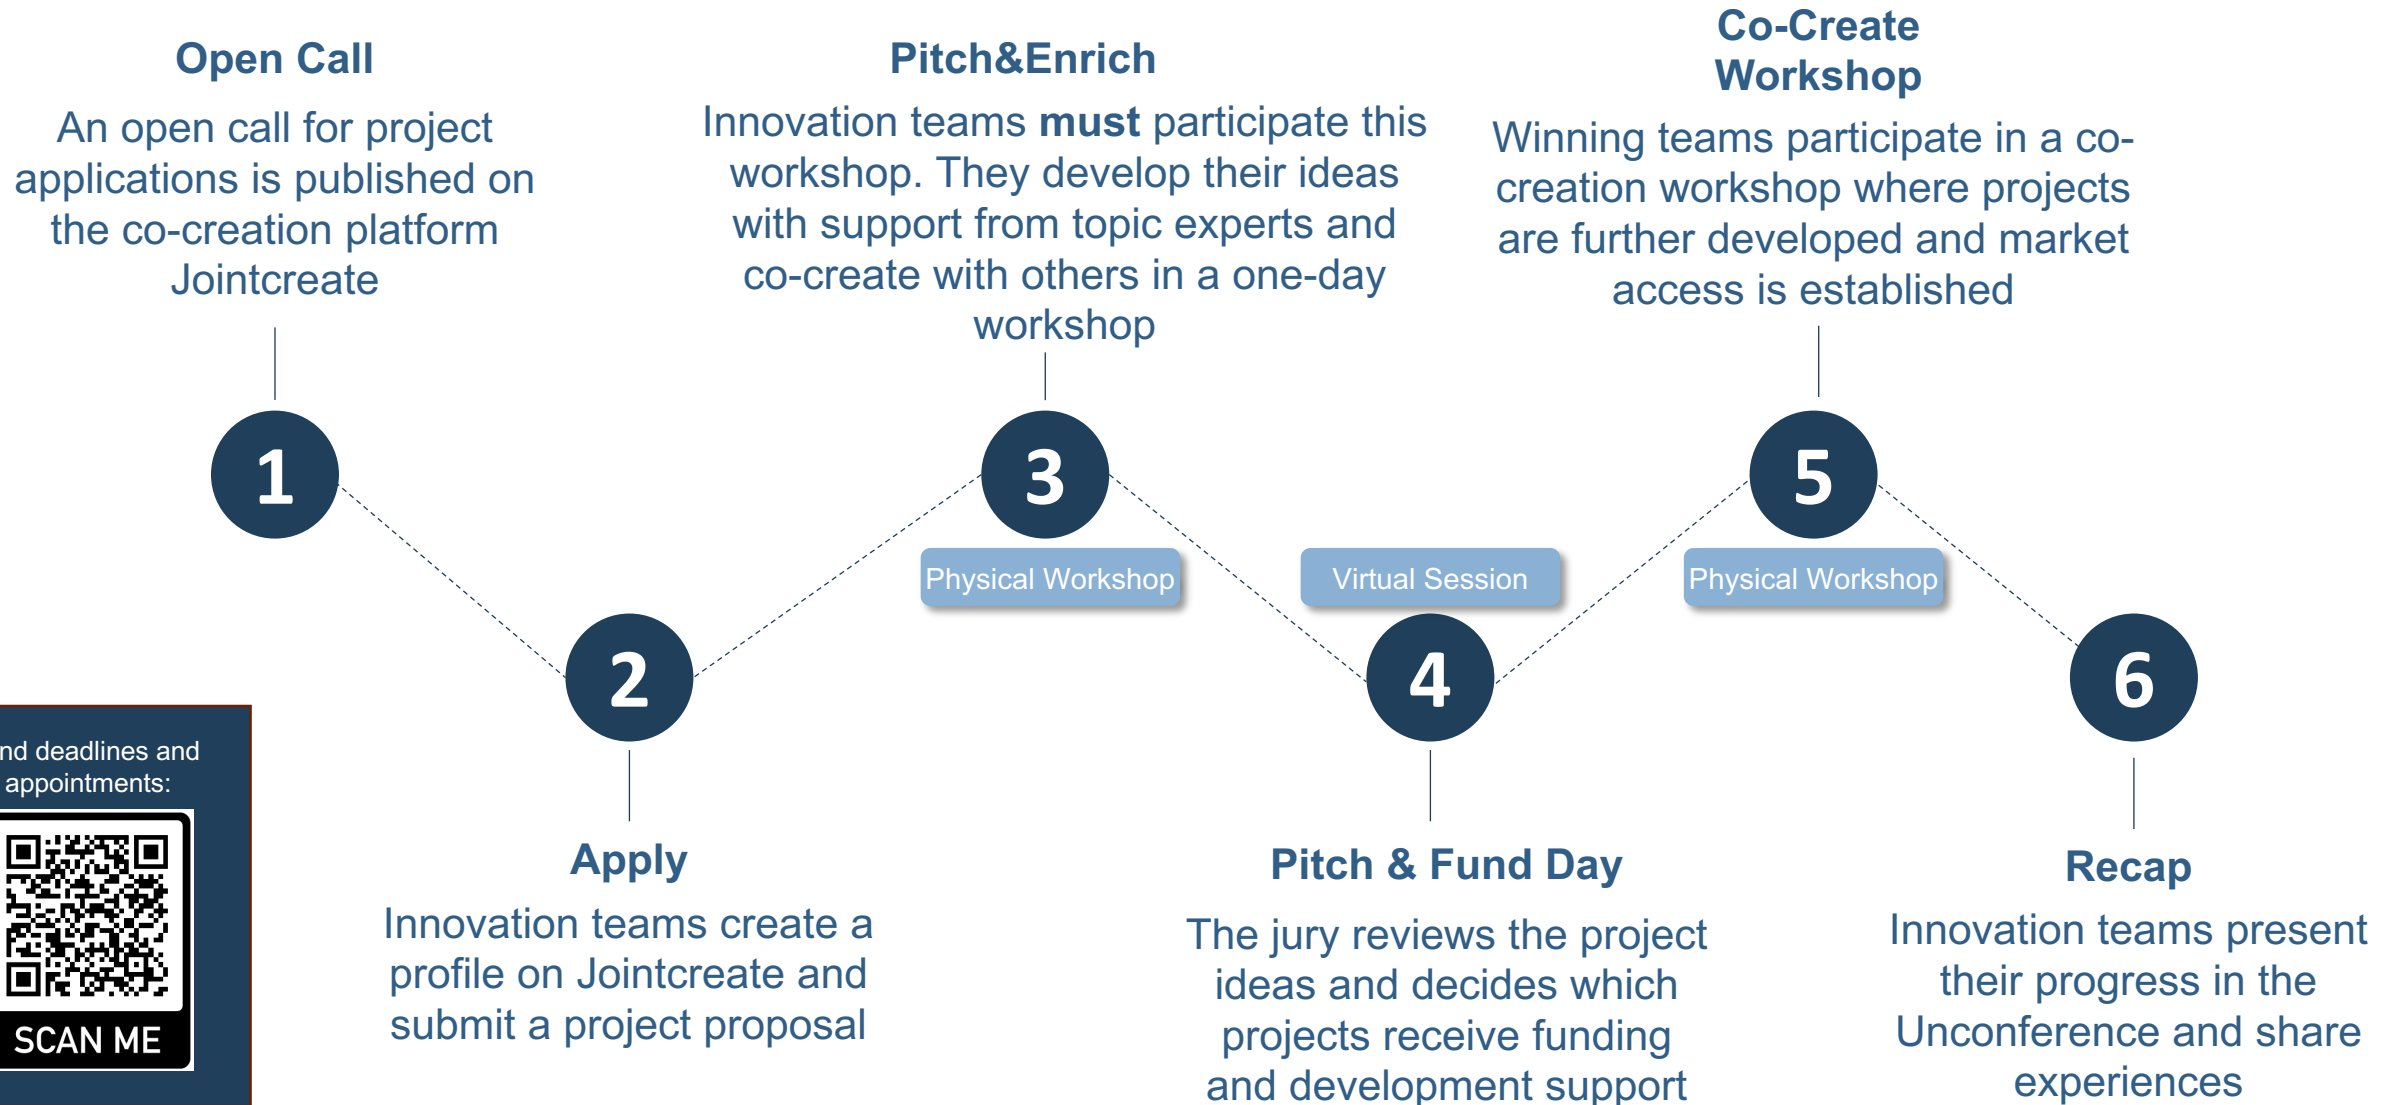 Open Call
An open call for project
applications is published on
the co-creation platform
Jointcreate
1
Pitch&Enrich
Innovation teams must participate this
workshop. They develop their ideas
with support from topic experts and
co-create with others in a one-day
workshop
3
Physical Workshop
Co-Create
Workshop
Winning teams participate in a co-
creation workshop where projects
are further developed and market
access is established
5
Physical Workshop
2
Apply
Innovation teams create a
profile on Jointcreate and
submit a project proposal
Virtual Session
4
Pitch & Fund Day
The jury reviews the project
ideas and decides which
projects receive funding
and development support
6
Recap
Innovation teams present
their progress in the
Unconference and share
experiences
deadlines and
appointments:
SCAN ME